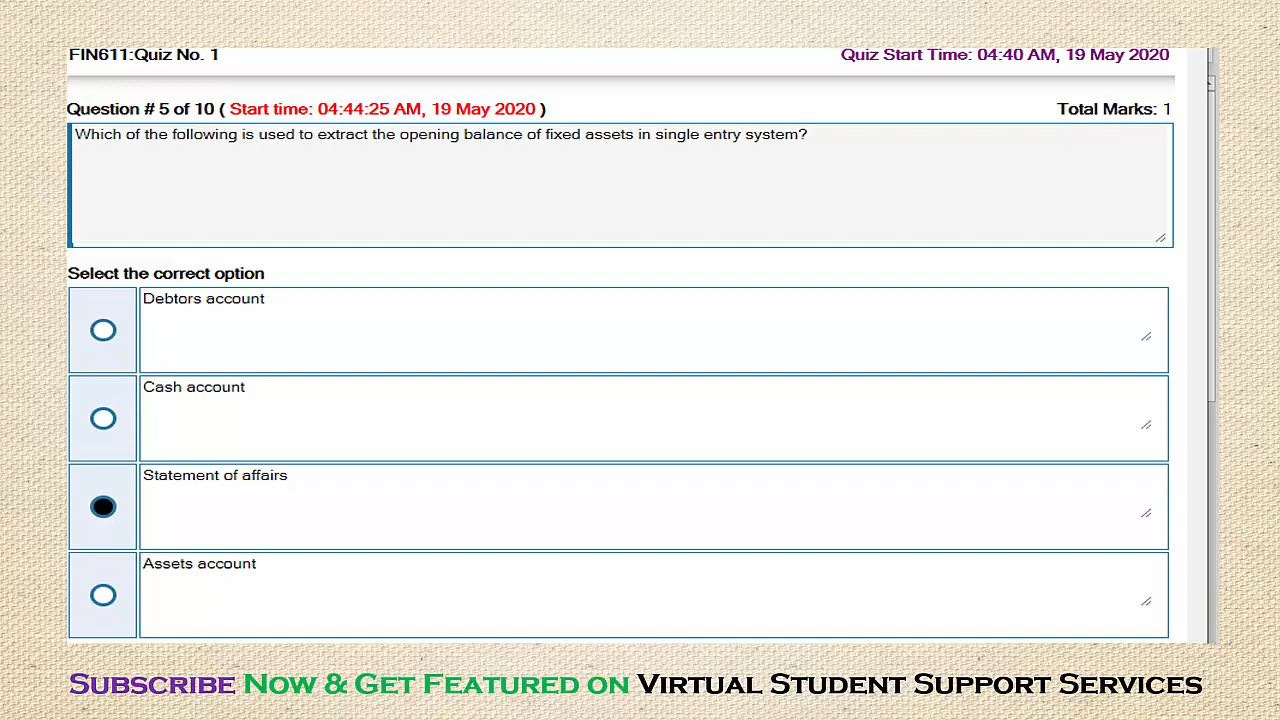 FIN611:Quiz No. 1
Quiz Start Time: 04:40 AM, 19 May 2020
Question # 5 of 10 ( Start time: 04:44:25 AM, 19 May 2020 )
Total Marks: 1
Which of the following is used to extract the opening balance of fixed assets in single entry system?
Select the correct option
Debtors account
Cash account
Statement of affairs
Assets account
SUBSCRIBE NOW & GET FEATURED ON VIRTUAL STUDENT SUPPORT SERVICES